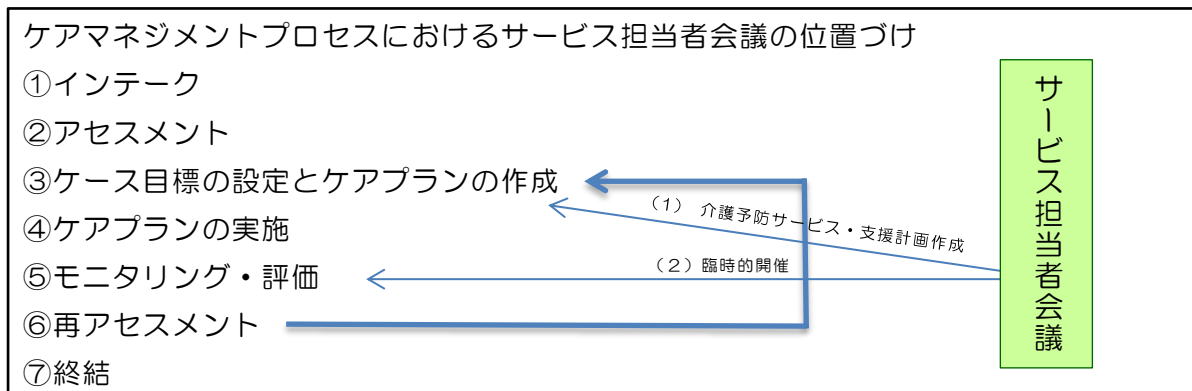 ケアマネジメントプロセスにおけるサービス担当者会議の位置づけ
①インテーク
②アセスメント
③ケース目標の設定とケアプランの作成
(1) 介護予防サービス・支援計画作成
④ケアプランの実施
(2)臨時的開催
⑤モニタリング・評価
⑥再アセスメント
⑦終結
サービス担当者会議